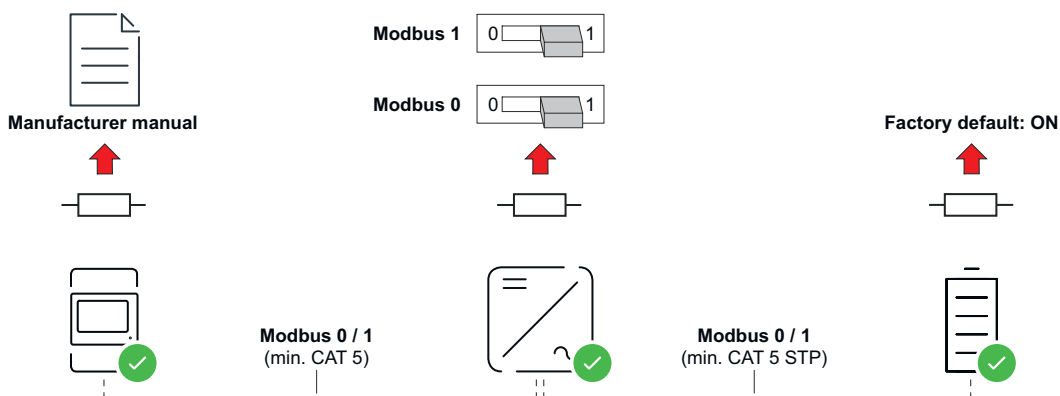 Modbus 1
0
1
Modbus 0
0
1
Manufacturer manual
Factory default: ON
Modbus 0 / 1
(min. CAT 5)
Modbus 0 / 1
(min. CAT 5 STP)